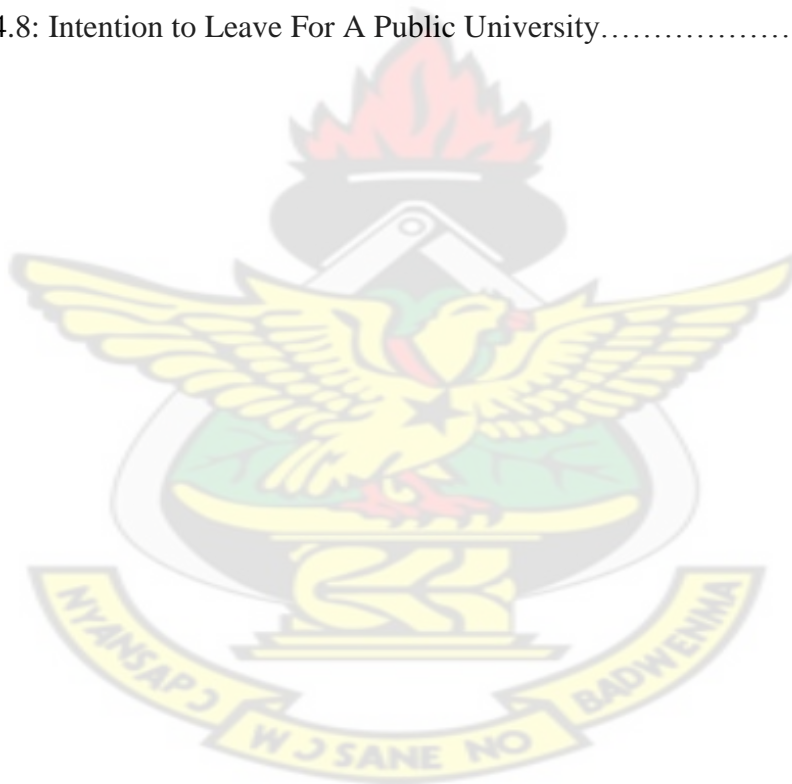 4.8: Intention to Leave For A Public University………………
NYANSAPƆ WƆSANE NO BADWENMA